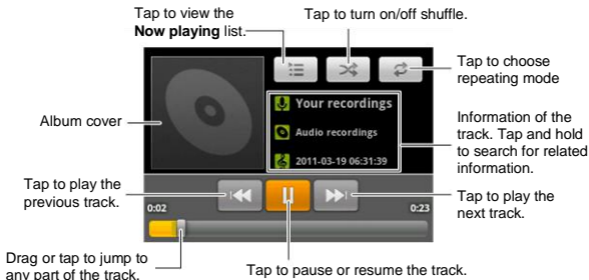 Tap to view the
Now playing list.
Tap to turn on/off shuffle.
Tap to choose
repeating mode
Album cover
Your recordings
Audio recordings
2011-03-19 06:31:39
Information of the
track. Tap and hold
to search for related
information.
Tap to play the
previous track.
0:02
0:23
Tap to play the
next track.
Drag or tap to jump to
any part of the track.
Tap to pause or resume the track.